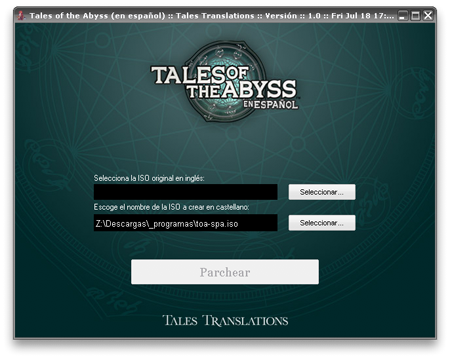 Tales of the Abyss (en español) :: Tales Translations :: Versión :: 1.0 :: Fri Jul 18 17:...
TALES OF
THE ABYSS
EN ESPAÑOL
Selecciona la ISO original en inglés:
Seleccionar...
Escoge el nombre de la ISO a crear en castellano:
Z:\Descargas\_programas\toa-spa.iso
Seleccionar...
Parchear
TALES TRANSLATIONS